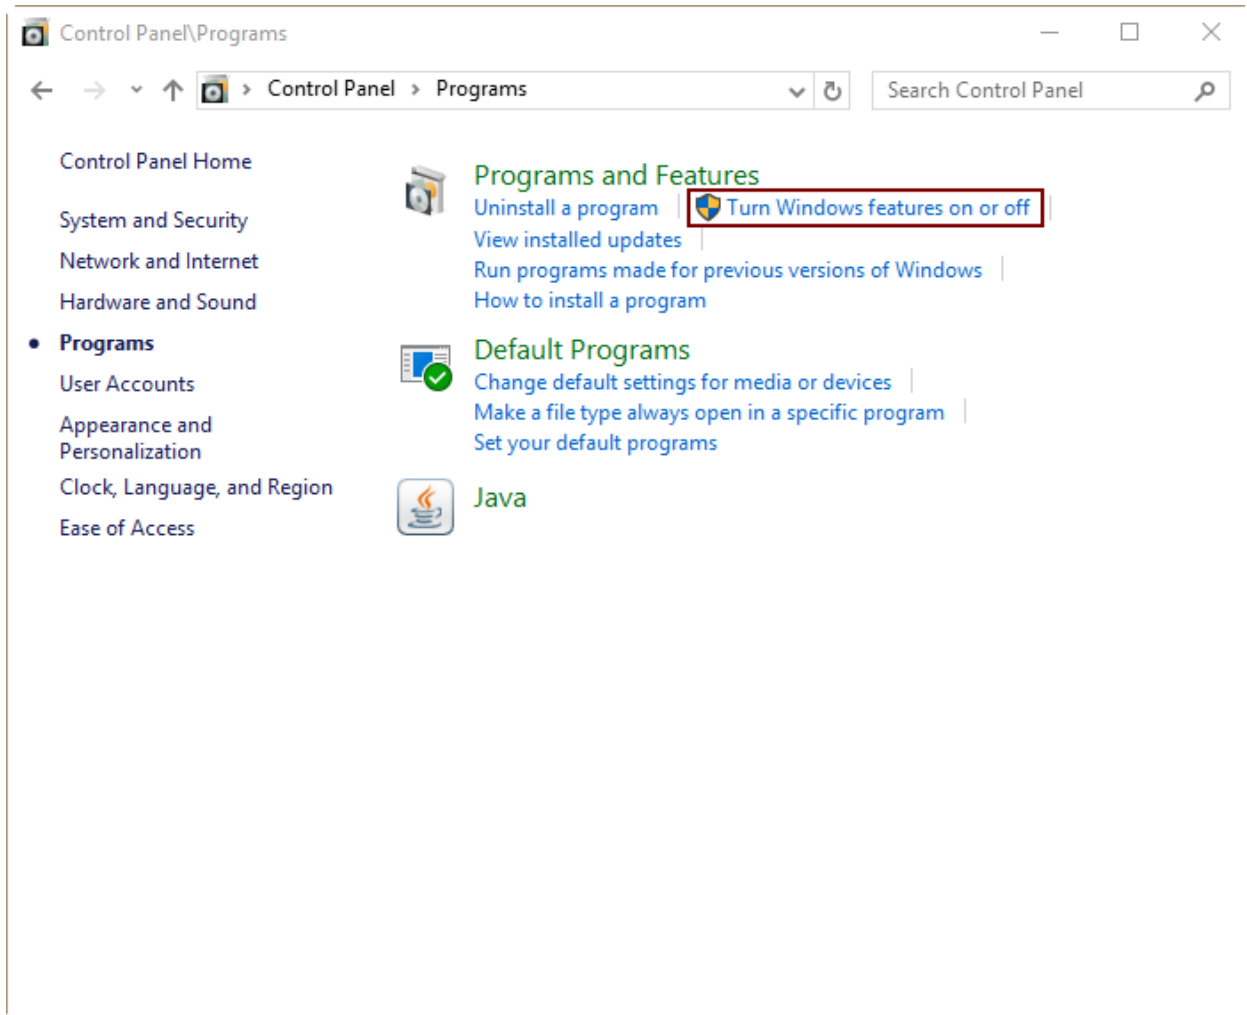 Control Panel\Programs
Control Panel > Programs
Search Control Panel
Control Panel Home
System and Security
Network and Internet
Hardware and Sound
Programs
User Accounts
Appearance and
Personalization
Clock, Language, and Region
Ease of Access
Programs and Features
Uninstall a program | Turn Windows features on or off |
View installed updates |
Run programs made for previous versions of Windows |
How to install a program
Default Programs
Change default settings for media or devices |
Make a file type always open in a specific program |
Set your default programs
Java